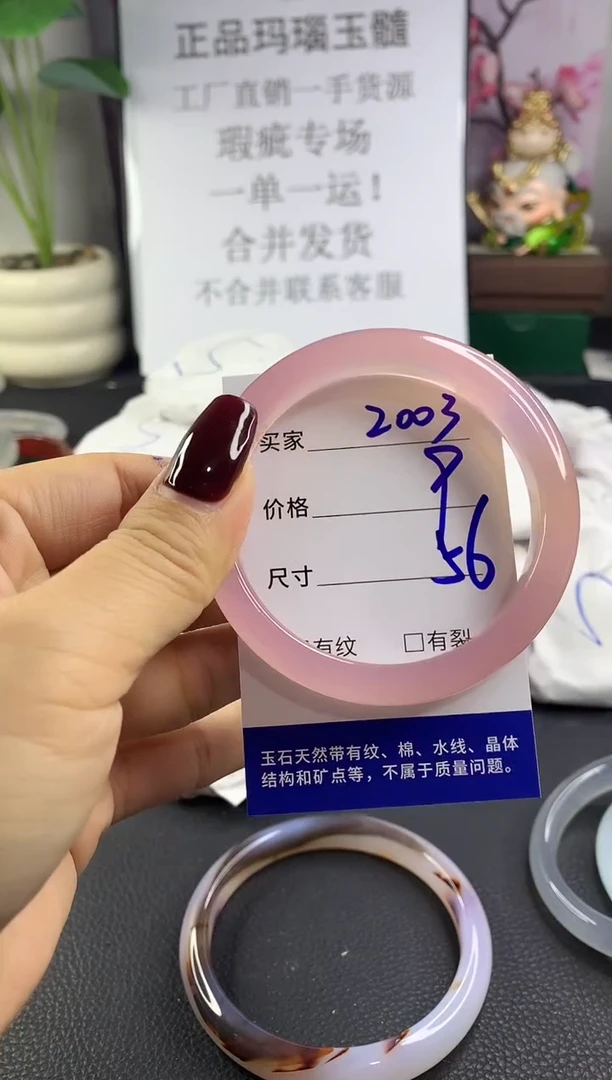 正品玛瑙玉髓
工厂直销一手货源
瑕疵专场
一单一运！
合并发货
不合并联系客服
买家 2003
价格
尺寸 56
有纹 □有裂
玉石天然带有纹、棉、水线、晶体
结构和矿点等，不属于质量问题。